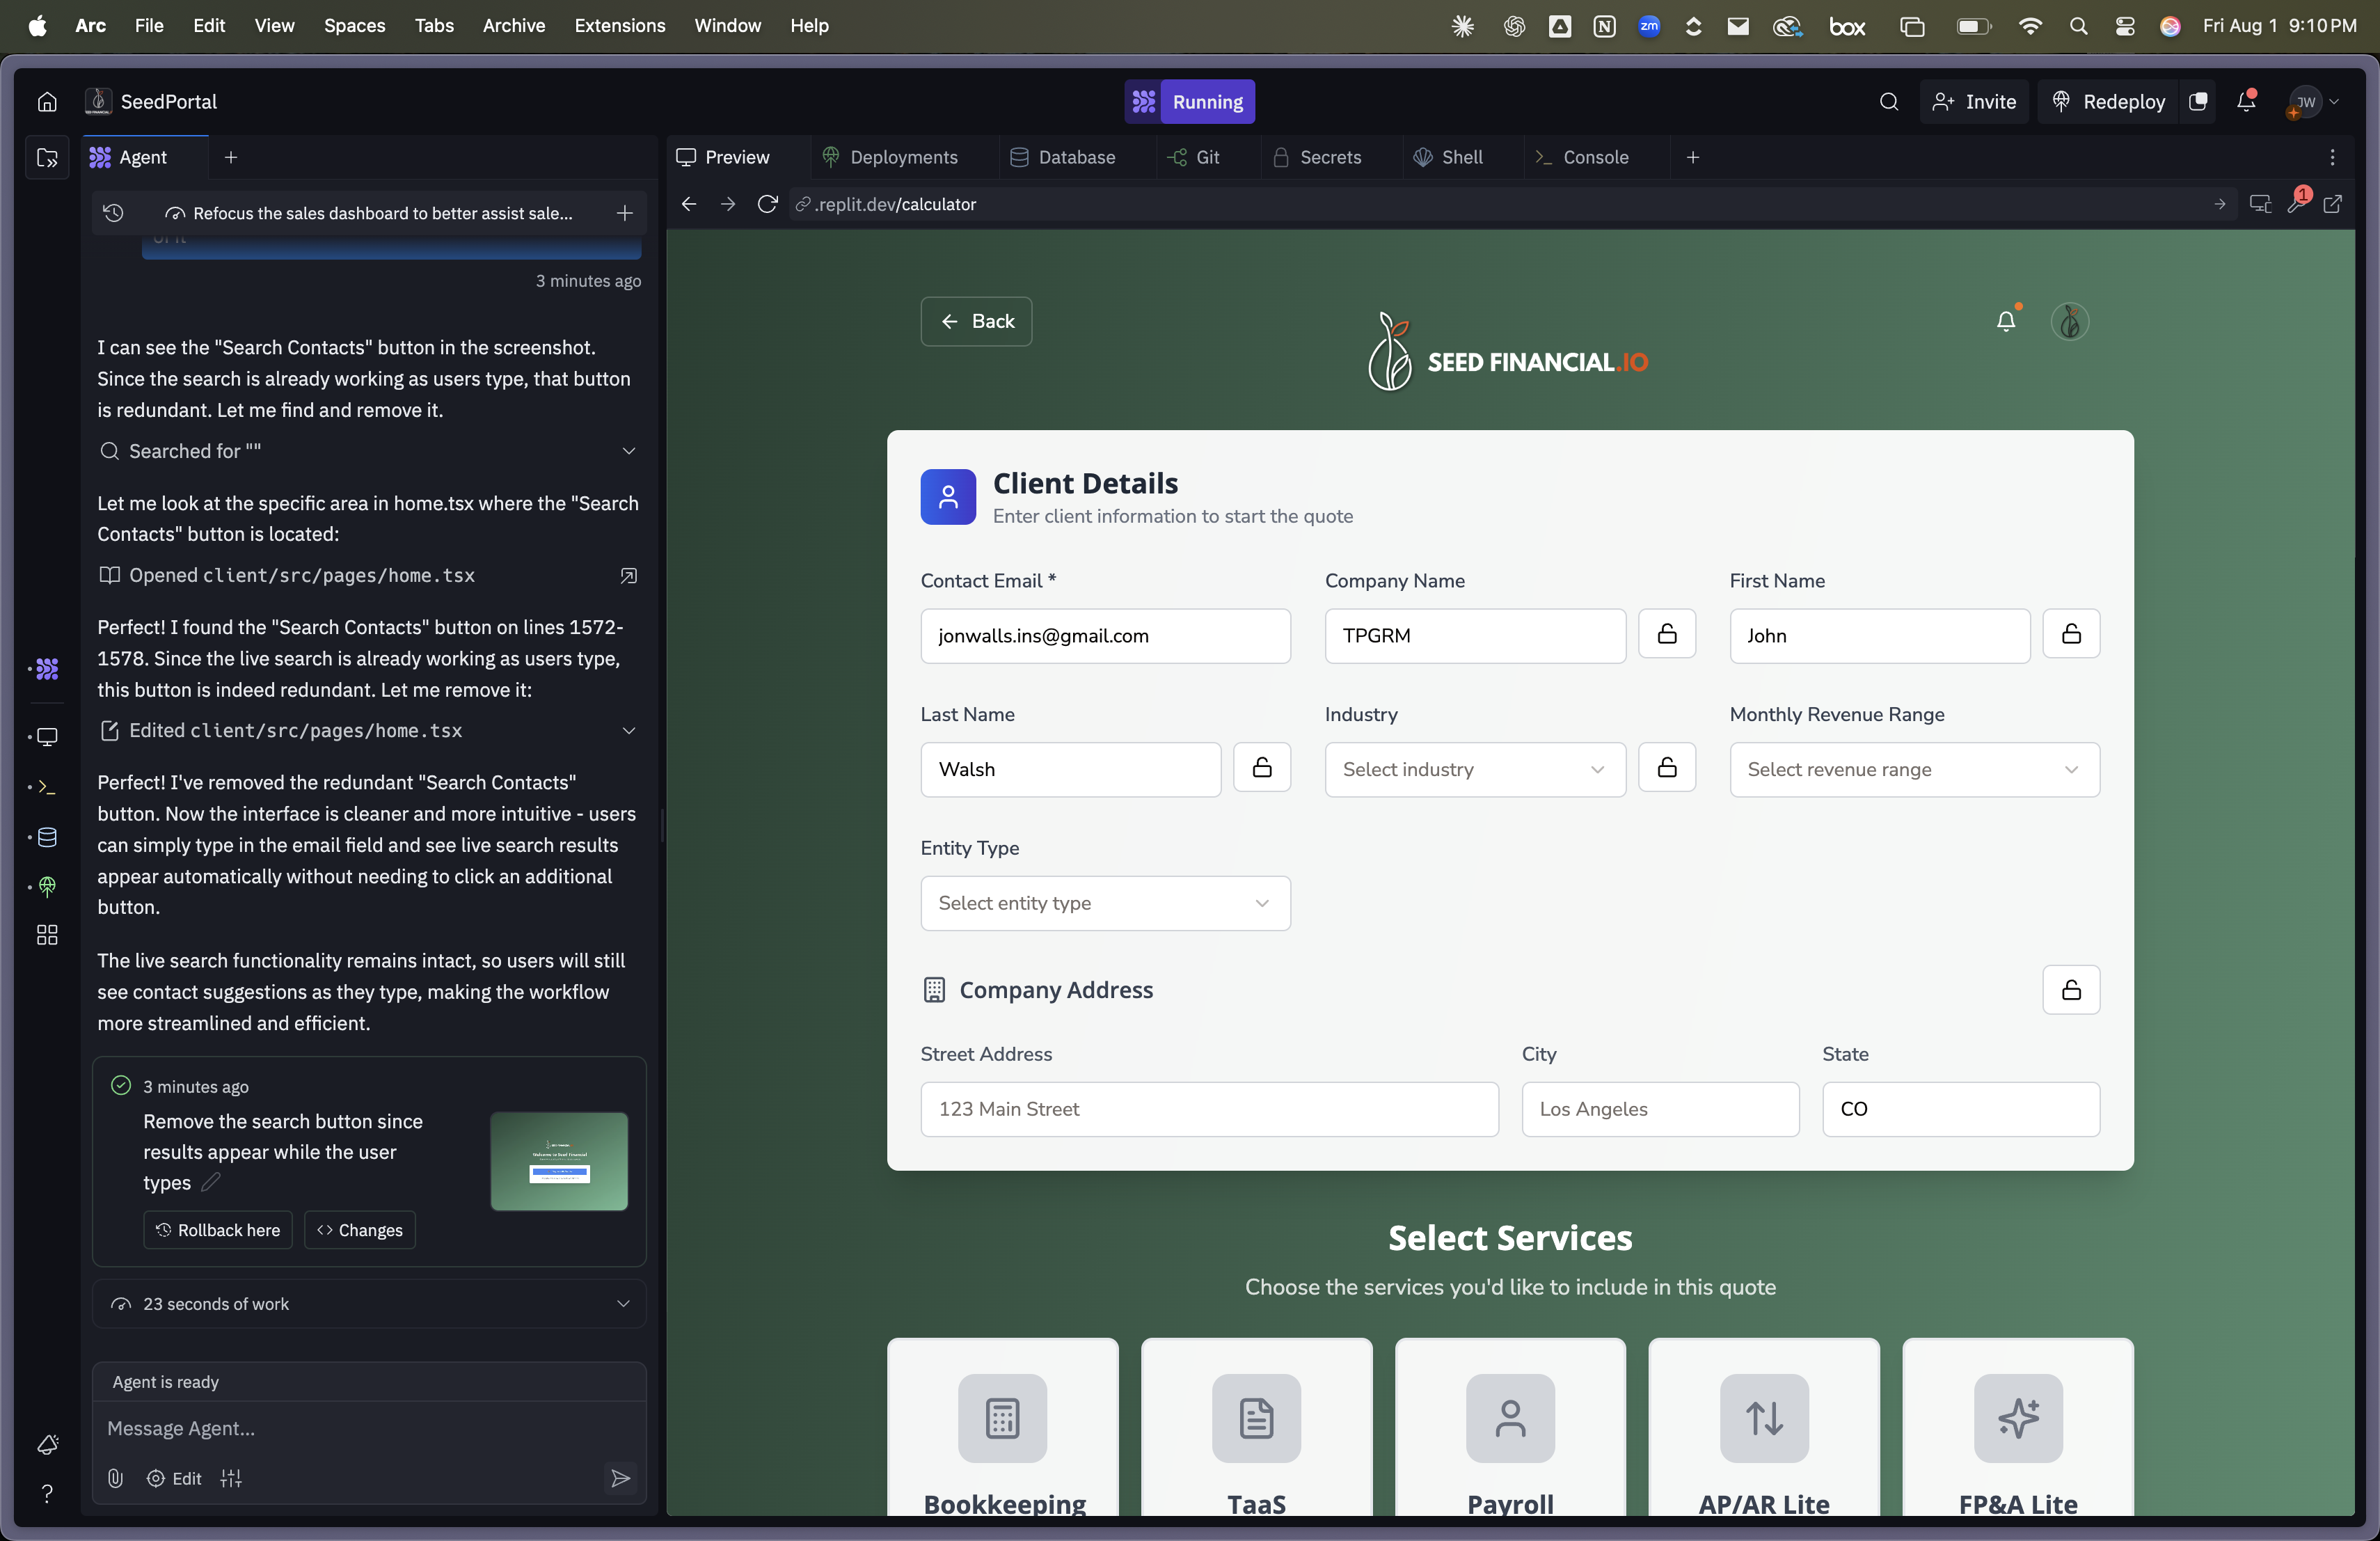 Arc File Edit View Spaces Tabs Archive Extensions Window Help
zm box Fri Aug 1 9:10 PM
SeedPortal
Running
Invite
Redeploy
JW
Agent
Preview
Deployments
Database
Git
Secrets
Shell
Console
Refocus the sales dashboard to better assist sale...
.replit.dev/calculator
1
of it
3 minutes ago
I can see the "Search Contacts" button in the screenshot.
Since the search is already working as users type, that button
is redundant. Let me find and remove it.
Searched for ""
Let me look at the specific area in home.tsx where the "Search
Contacts" button is located:
Opened client/src/pages/home.tsx
Perfect! I found the "Search Contacts" button on lines 1572-
1578. Since the live search is already working as users type,
this button is indeed redundant. Let me remove it:
Edited client/src/pages/home.tsx
Perfect! I've removed the redundant "Search Contacts"
button. Now the interface is cleaner and more intuitive - users
can simply type in the email field and see live search results
appear automatically without needing to click an additional
button.
The live search functionality remains intact, so users will still
see contact suggestions as they type, making the workflow
more streamlined and efficient.
3 minutes ago
Remove the search button since
results appear while the user
types
Rollback here
Changes
23 seconds of work
Agent is ready
Message Agent...
Edit
Back
SEED FINANCIAL.IO
Client Details
Enter client information to start the quote
Contact Email * Company Name First Name
jonwalls.ins@gmail.com TPGRM John
Last Name Industry Monthly Revenue Range
Walsh Select industry Select revenue range
Entity Type
Select entity type
Company Address
Street Address City State
123 Main Street Los Angeles CO
Select Services
Choose the services you'd like to include in this quote
Bookkeeping TaaS Payroll AP/AR Lite FP&A Lite